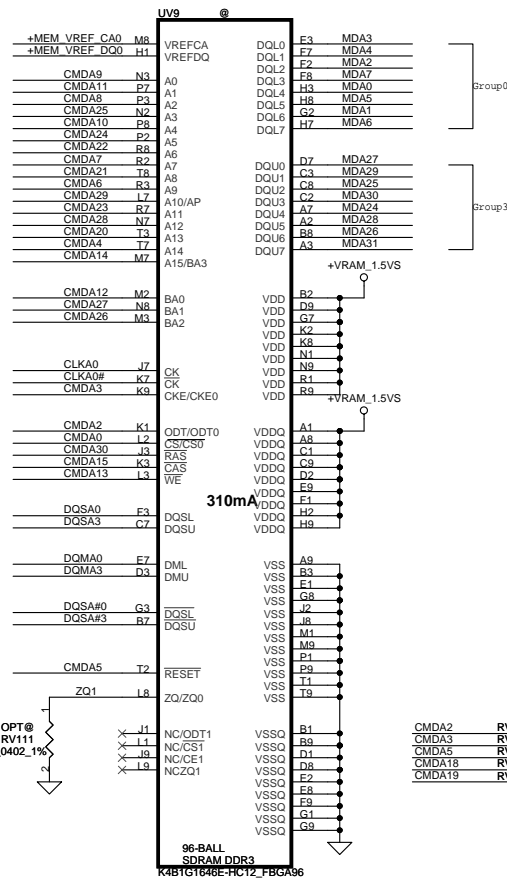 UV9 @
+MEM_VREF_CA0 M8 VREFCA
+MEM_VREF_DQ0 H1 VREFDQ
CMDA9 N3 A0
CMDA11 P7 A1
CMDA8 P3 A2
CMDA25 N2 A3
CMDA10 P8 A4
CMDA24 P2 A5
CMDA22 R8 A6
CMDA7 R2 A7
CMDA21 T8 A8
CMDA6 R3 A9
CMDA29 L7 A10/AP
CMDA23 R7 A11
CMDA28 N7 A12
CMDA20 T3 A13
CMDA4 T7 A14
CMDA14 M7 A15/BA3
CMDA12 M2 BA0
CMDA27 N8 BA1
CMDA26 M3 BA2
CLKA0 J7 CK
CLKA0# K7 CK
CMDA3 K9 CKE/CKE0
CMDA2 K1 ODT/ODT0
CMDA0 L2 CS/CS0
CMDA30 J3 RAS
CMDA15 K3 CAS
CMDA13 L3 WE
DQSA0 F3 DQSL
DQSA3 C7 DQSU
DQMA0 E7 DML
DQMA3 D3 DMU
DQSA#0 G3 DQSL
DQSA#3 B7 DQSU
CMDA5 T2 RESET
ZQ1 L8 ZQ/ZQ0
J1 NC/ODT1
L1 NC/CS1
J9 NC/CE1
L9 NCZQ1
1
OPT@
RV111
0402_1%
2
310mA
DQL0 E3 MDA3
DQL1 F7 MDA4
DQL2 F2 MDA2
DQL3 F8 MDA7
DQL4 H3 MDA0
DQL5 H8 MDA5
DQL6 G2 MDA1
DQL7 H7 MDA6
Group0
DQU0 D7 MDA27
DQU1 C3 MDA29
DQU2 C8 MDA25
DQU3 C2 MDA30
DQU4 A7 MDA24
DQU5 A2 MDA28
DQU6 B8 MDA26
DQU7 A3 MDA31
Group3
+VRAM_1.5VS
VDD B2
VDD D9
VDD G7
VDD K2
VDD K8
VDD N1
VDD N9
VDD R1
VDD R9
+VRAM_1.5VS
VDDQ A1
VDDQ A8
VDDQ C1
VDDQ C9
VDDQ D2
VDDQ E9
VDDQ F1
VDDQ H2
VDDQ H9
VSS A9
VSS B3
VSS E1
VSS G8
VSS J2
VSS J8
VSS M1
VSS M9
VSS P1
VSS P9
VSS T1
VSS T9
VSSQ B1
VSSQ B9
VSSQ D1
VSSQ D8
VSSQ E2
VSSQ E8
VSSQ F9
VSSQ G1
VSSQ G9
CMDA2
CMDA3
CMDA5
CMDA18
CMDA19
96-BALL
SDRAM DDR3
K4B1G1646E-HC12_FBGA96